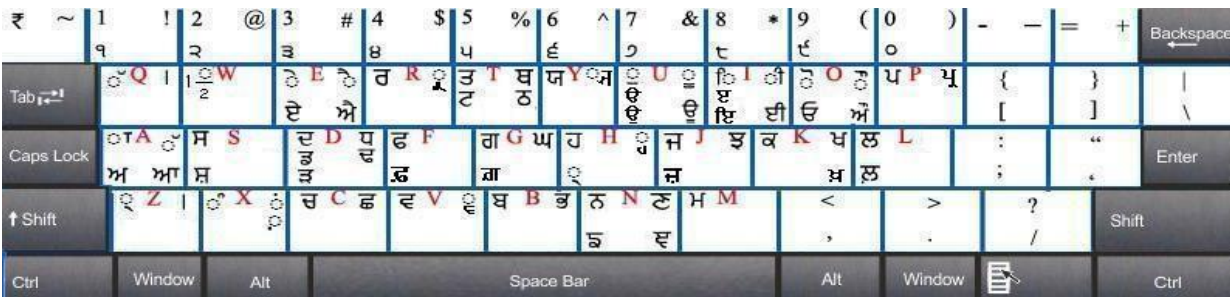 ₹ ~ 1 ! 2 @ 3 # 4 $ 5 % 6 ^ 7 & 8 * 9 ( 0 ) - — = + Backspace
੧ ੨ ੩ ੪ ੫ ੬ ੭ ੮ ੯ ੦
Tab Q । W ੇ E ੈ ਰ R ਤ T ਥ ਯ Y ੁ U ੂ ਿ I ੀ ੋ O ੌ ਪ P { } |
ਏ ਐ ਟ ਠ ਉ ਊ ਇ ਈ ਓ ਔ [ ] \
Caps Lock ਾ A ਸ S ਦ D ਧ ਫ F ਗ G ਘ ਹ H ਜ J ਝ ਕ K ਖ ਲ L : “ Enter
ਅ ਆ ਸ਼ ਡ ਢ ੜ ਫ਼ ਗ਼ ੍ ਜ਼ ਖ਼ ਲ਼ ; ‘
Shift ੍ Z । X ਂ ਚ C ਛ ਵ V ਬ B ਭ ਨ N ਣ ਮ M < > ? Shift
਼ ਙ ਞ , . /
Ctrl Window Alt Space Bar Alt Window Ctrl